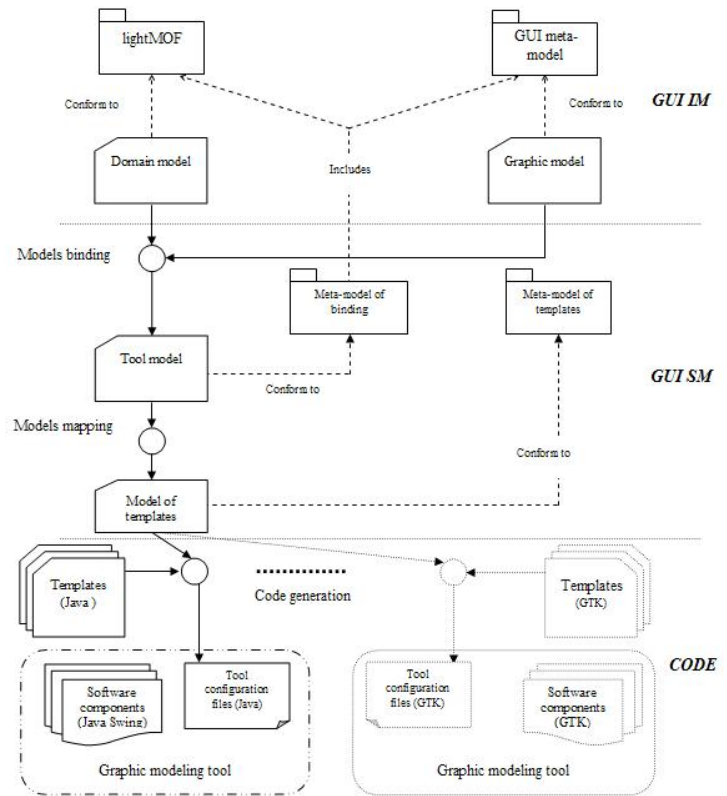 lightMOF
GUI meta-
model
Conform to
Conform to
GUI IM
Domain model
Graphic model
Includes
Models binding
Meta-model of
binding
Meta-model of
templates
Tool model
GUI SM
Conform to
Models mapping
Conform to
Model of
templates
Templates
(Java )
Code generation
Templates
(GTK)
CODE
Software
components
(Java Swing)
Tool
configuration
files (Java)
Tool
configuration
files (GTK)
Software
components
(GTK)
Graphic modeling tool
Graphic modeling tool